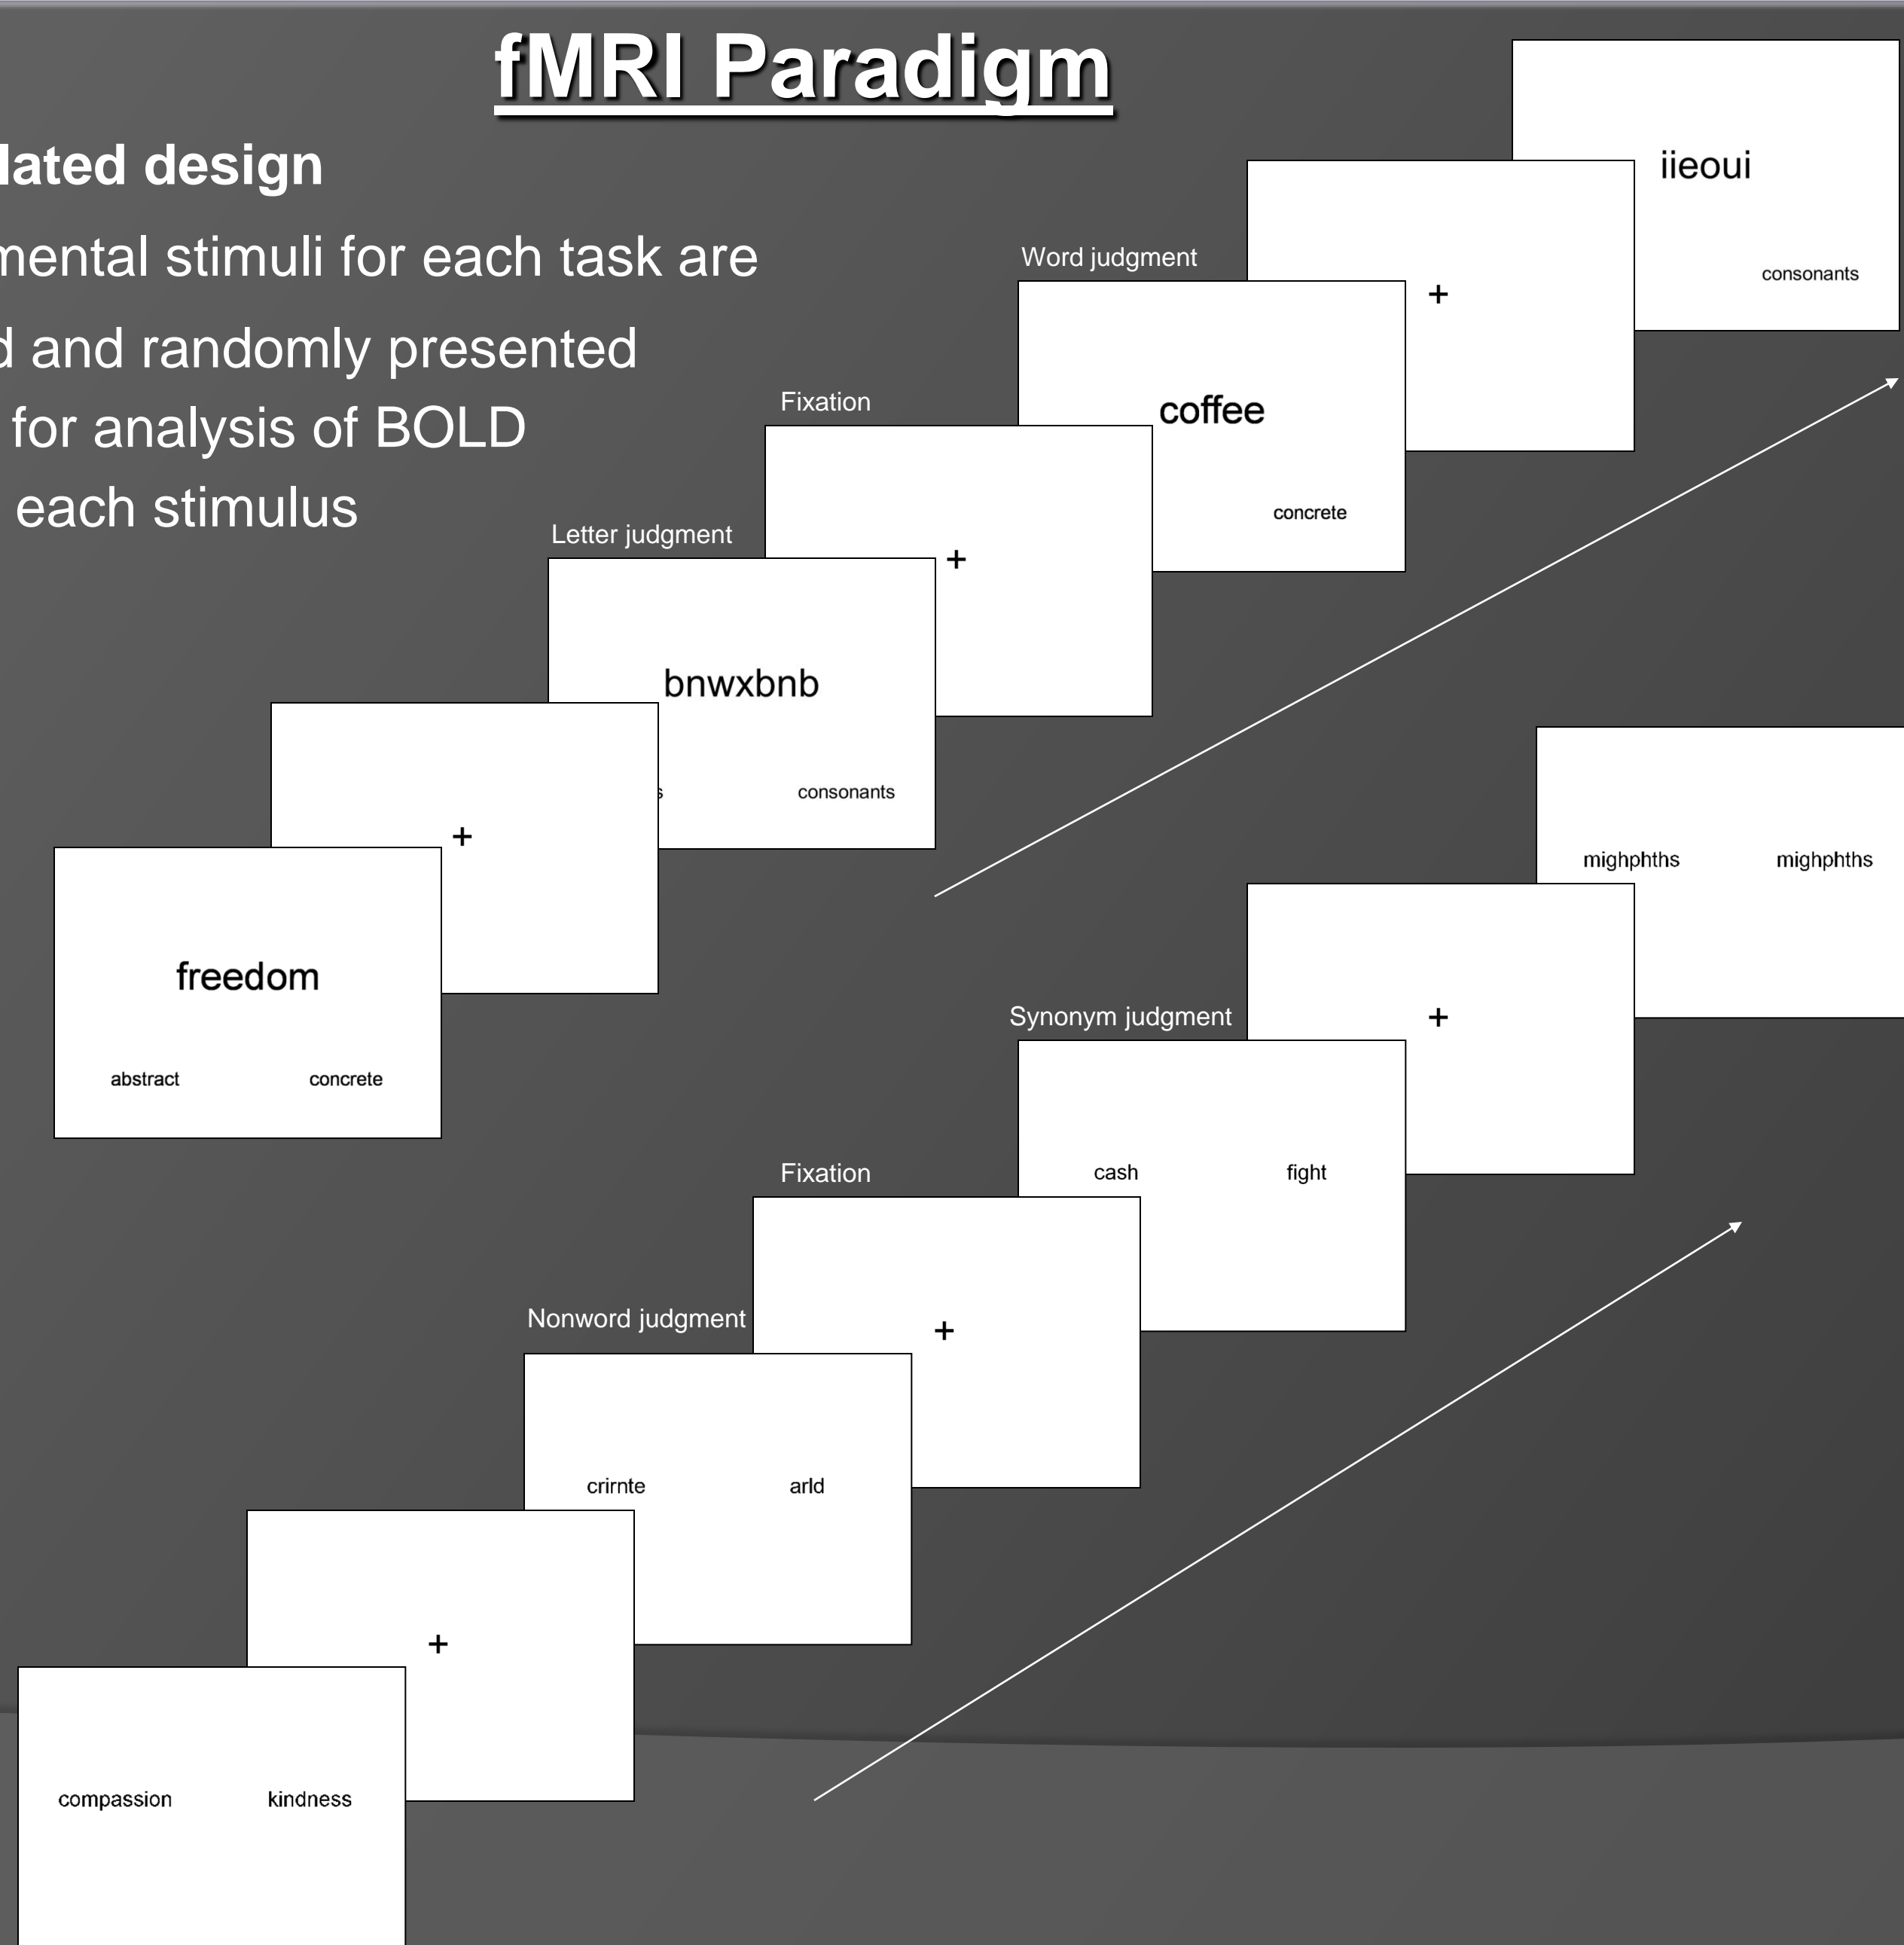 fMRI Paradigm
lated design
mental stimuli for each task are
d and randomly presented
for analysis of BOLD
each stimulus
iieoui
consonants
+
Word judgment
coffee
concrete
Fixation
+
Letter judgment
bnwxbnb
s consonants
+
freedom
abstract concrete
mighphths mighphths
+
Synonym judgment
cash fight
Fixation
+
Nonword judgment
crirnte arld
+
compassion kindness